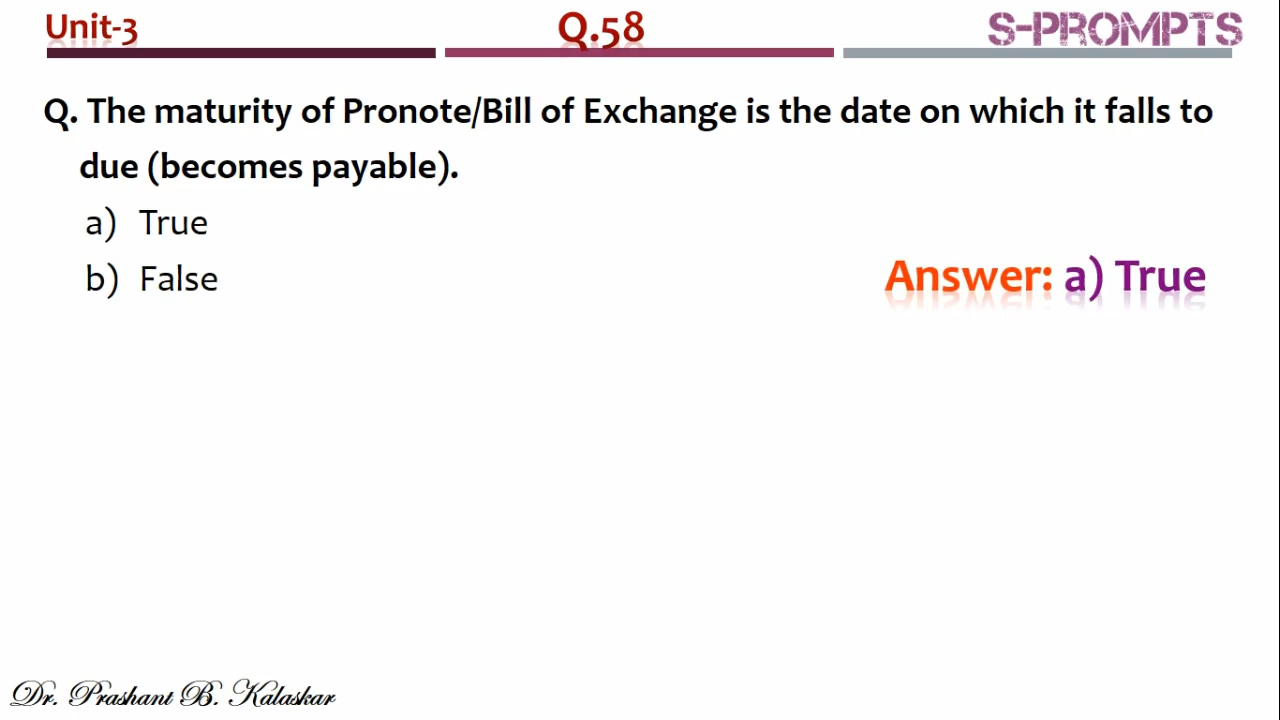 Unit-3
Q.58
S-PROMPTS
Q. The maturity of Pronote/Bill of Exchange is the date on which it falls to
due (becomes payable).
a) True
b) False
Answer: a) True
Dr. Prashant B. Kalaskar